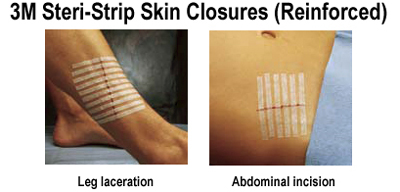 3M Steri-Strip Skin Closures (Reinforced)
Leg laceration
Abdominal incision